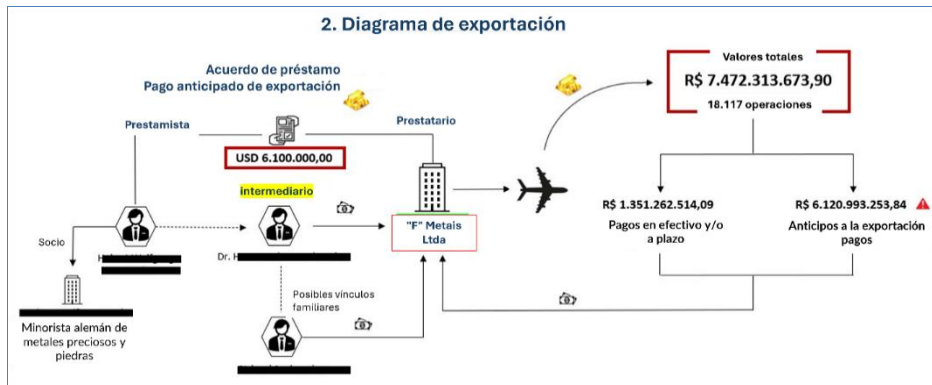 2. Diagrama de exportación
Acuerdo de préstamo
Pago anticipado de exportación
Valores totales
R$ 7.472.313.673,90
18.117 operaciones
Prestamista
Prestatario
USD 6.100.000,00
intermediario
R$ 1.351.262.514,09
Pagos en efectivo y/o
a plazo
R$ 6.120.993.253,84
Anticipos a la exportación
pagos
"F" Metais
Ltda
Socio
Dr.
Posibles vínculos
familiares
Minorista alemán de
metales preciosos y
piedras